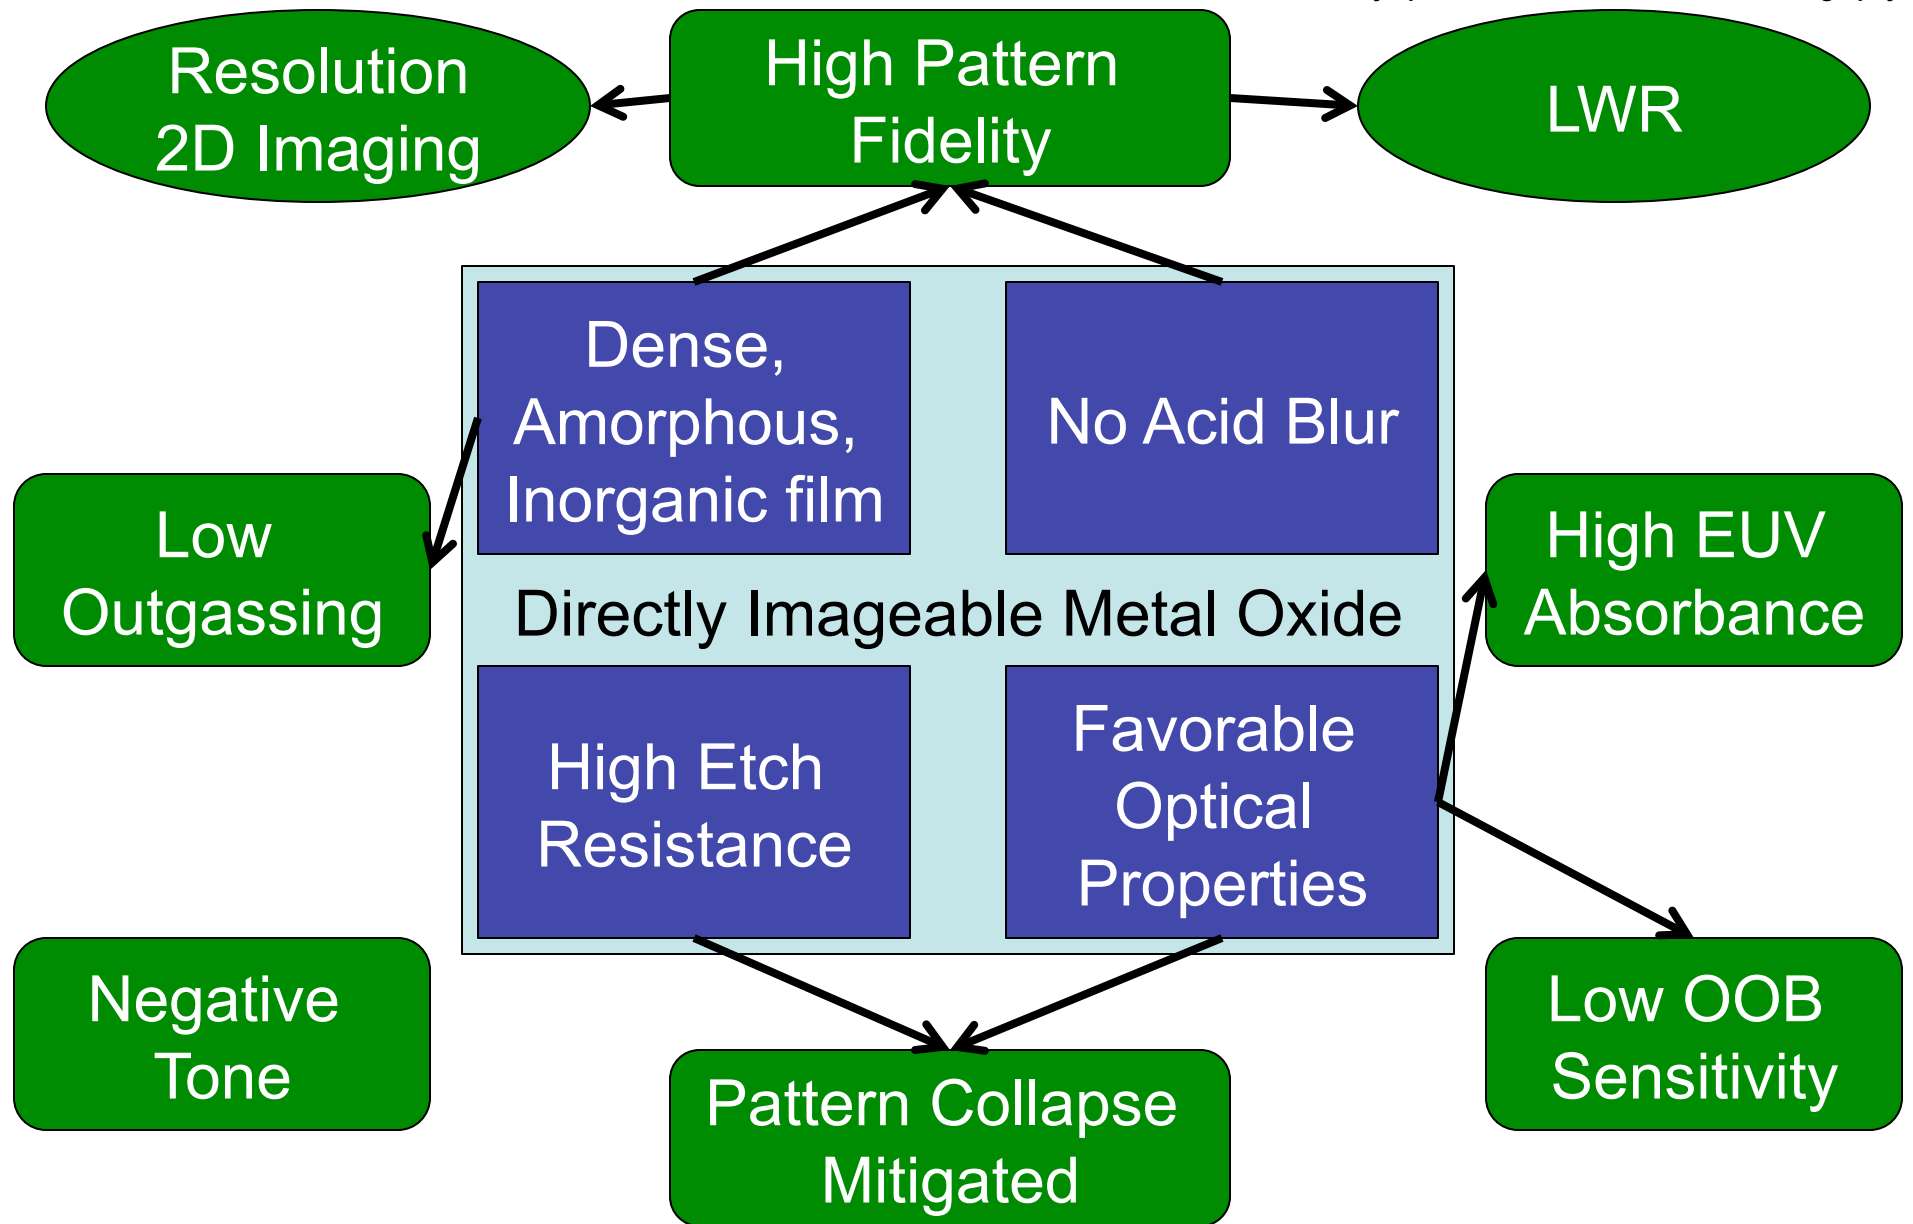 High Pattern
Fidelity
Resolution
2D Imaging
LWR
Dense,
Amorphous,
Inorganic film
No Acid Blur
Low
Outgassing
High EUV
Absorbance
Directly Imageable Metal Oxide
High Etch
Resistance
Favorable
Optical
Properties
Negative
Tone
Low OOB
Sensitivity
Pattern Collapse
Mitigated